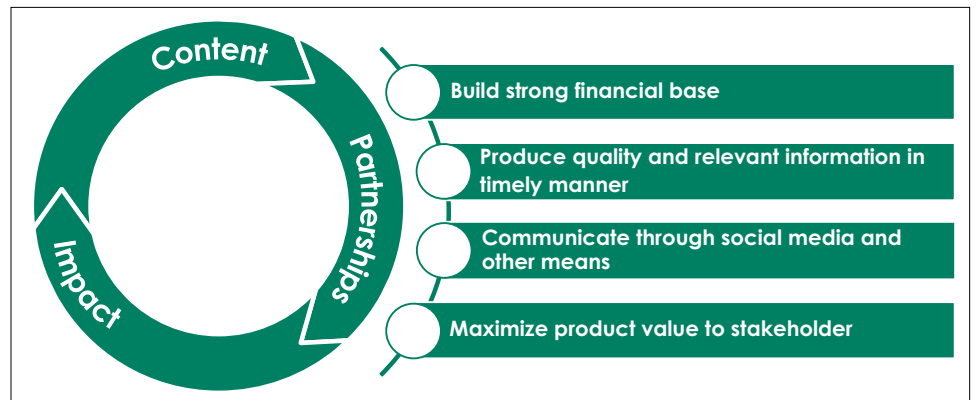 Content
Partnerships
Impact
Build strong financial base
Produce quality and relevant information in
timely manner
Communicate through social media and
other means
Maximize product value to stakeholder